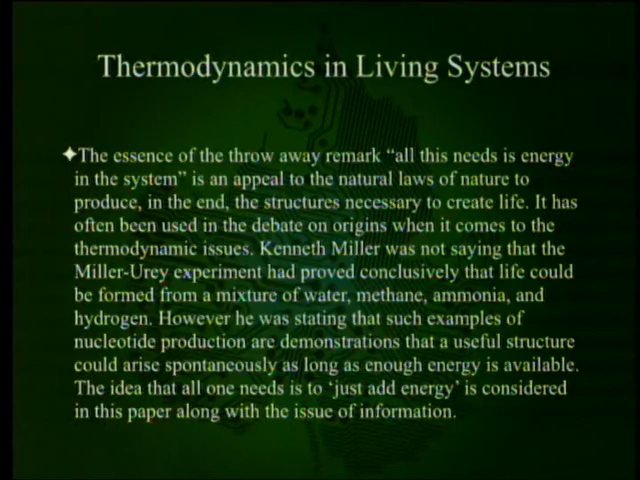 Thermodynamics in Living Systems
✦The essence of the throw away remark “all this needs is energy
in the system” is an appeal to the natural laws of nature to
produce, in the end, the structures necessary to create life. It has
often been used in the debate on origins when it comes to the
thermodynamic issues. Kenneth Miller was not saying that the
Miller-Urey experiment had proved conclusively that life could
be formed from a mixture of water, methane, ammonia, and
hydrogen. However he was stating that such examples of
nucleotide production are demonstrations that a useful structure
could arise spontaneously as long as enough energy is available.
The idea that all one needs is to ‘just add energy’ is considered
in this paper along with the issue of information.